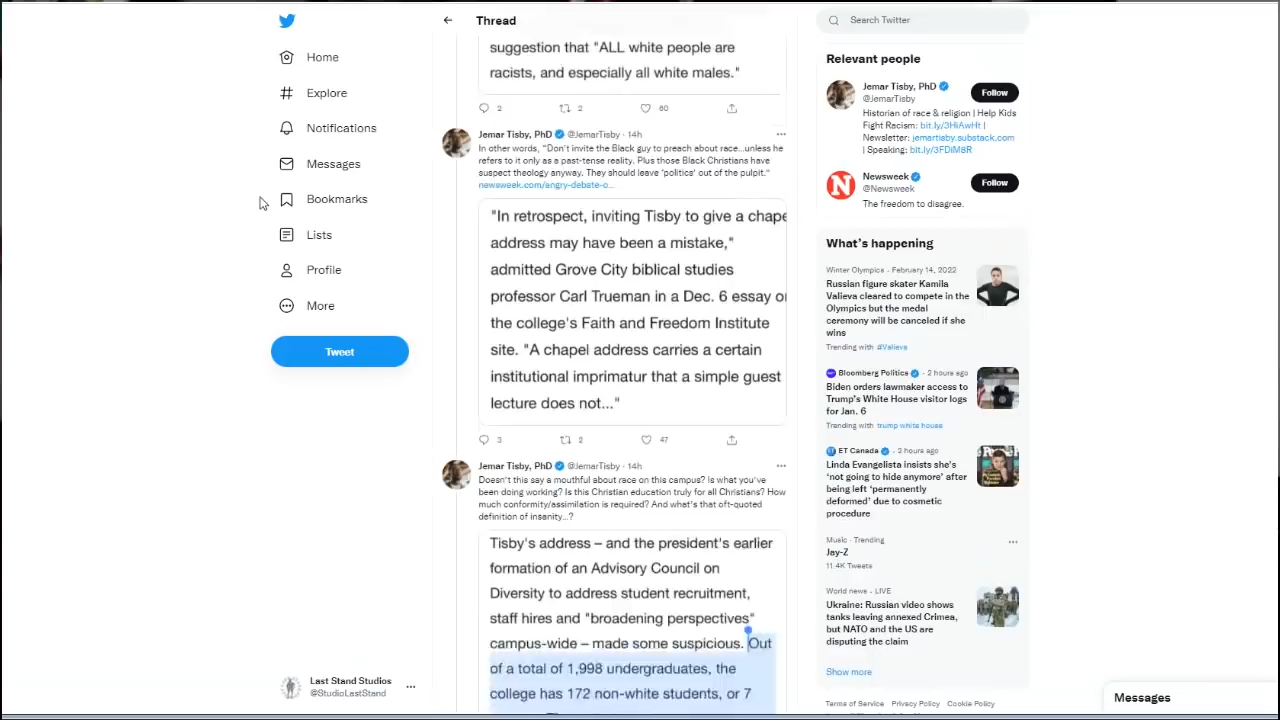 Home
Explore
Notifications
Messages
Bookmarks
Lists
Profile
More
Tweet
Last Stand Studios
@StudioLastStand
Thread
suggestion that "ALL white people are
racists, and especially all white males."
2
2
60
Jemar Tisby, PhD @JemarTisby · 14h
In other words, "Don't invite the Black guy to preach about race...unless he
refers to it only as a past-tense reality. Plus those Black Christians have
suspect theology anyway. They should leave 'politics' out of the pulpit."
newsweek.com/angry-debate-o...
"In retrospect, inviting Tisby to give a chape
address may have been a mistake,"
admitted Grove City biblical studies
professor Carl Trueman in a Dec. 6 essay o
the college's Faith and Freedom Institute
site. "A chapel address carries a certain
institutional imprimatur that a simple guest
lecture does not..."
3
2
47
Jemar Tisby, PhD @JemarTisby · 14h
Doesn't this say a mouthful about race on this campus? Is what you've
been doing working? Is this Christian education truly for all Christians? How
much conformity/assimilation is required? And what's that oft-quoted
definition of insanity...?
Tisby's address – and the president's earlier
formation of an Advisory Council on
Diversity to address student recruitment,
staff hires and "broadening perspectives"
campus-wide – made some suspicious. Out
of a total of 1,998 undergraduates, the
college has 172 non-white students, or 7
Search Twitter
Relevant people
Jemar Tisby, PhD
@JemarTisby
Follow
Historian of race & religion | Help Kids
Fight Racism: bit.ly/3HiAwHt |
Newsletter: jemartisby.substack.com
| Speaking: bit.ly/3FDiM8R
Newsweek
@Newsweek
Follow
The freedom to disagree.
What's happening
Winter Olympics · February 14, 2022
Russian figure skater Kamila
Valieva cleared to compete in the
Olympics but the medal
ceremony will be canceled if she
wins
Trending with #Valieva
Bloomberg Politics · 2 hours ago
Biden orders lawmaker access to
Trump's White House visitor logs
for Jan. 6
Trending with trump white house
ET Canada · 2 hours ago
Linda Evangelista insists she's
'not going to hide anymore' after
being left 'permanently
deformed' due to cosmetic
procedure
Music · Trending
Jay-Z
11.4K Tweets
World news · LIVE
Ukraine: Russian video shows
tanks leaving annexed Crimea,
but NATO and the US are
disputing the claim
Show more
Terms of Service Privacy Policy Cookie Policy
Messages